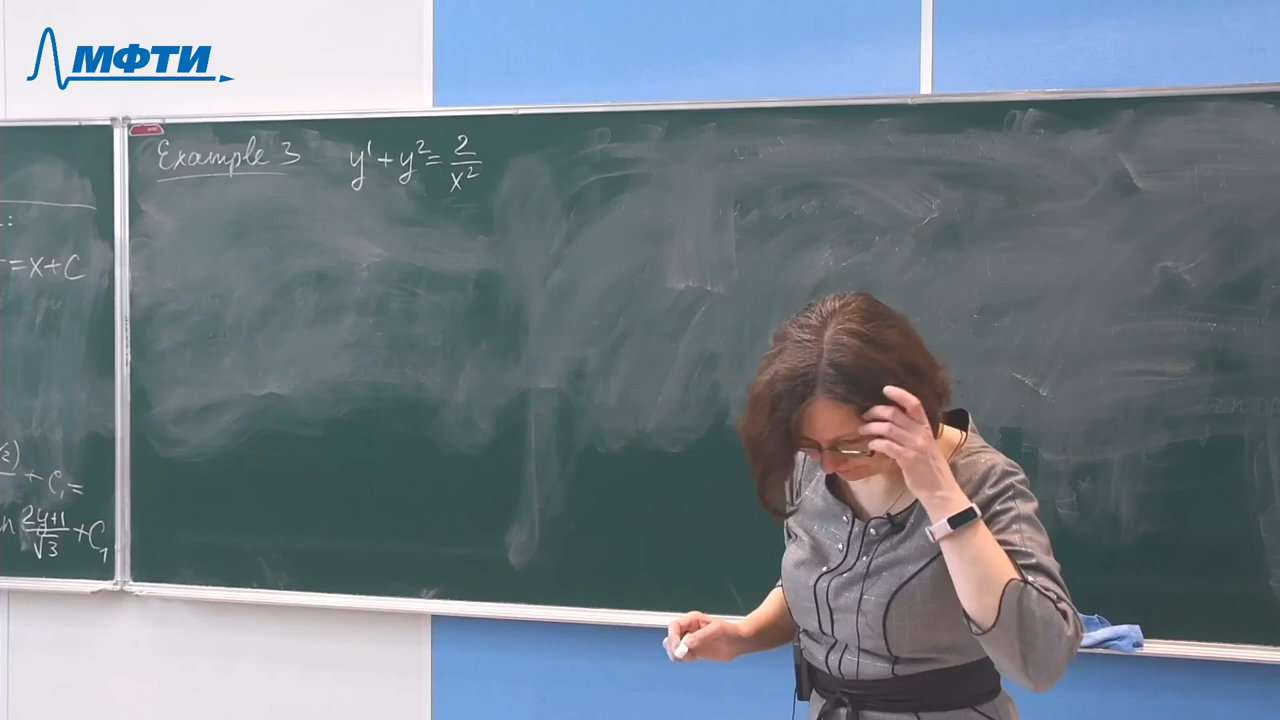 МФТИ
Example 3 y' + y² = 2/x²
= x + C
+ C₁ =
2y+1/√3 + C₁